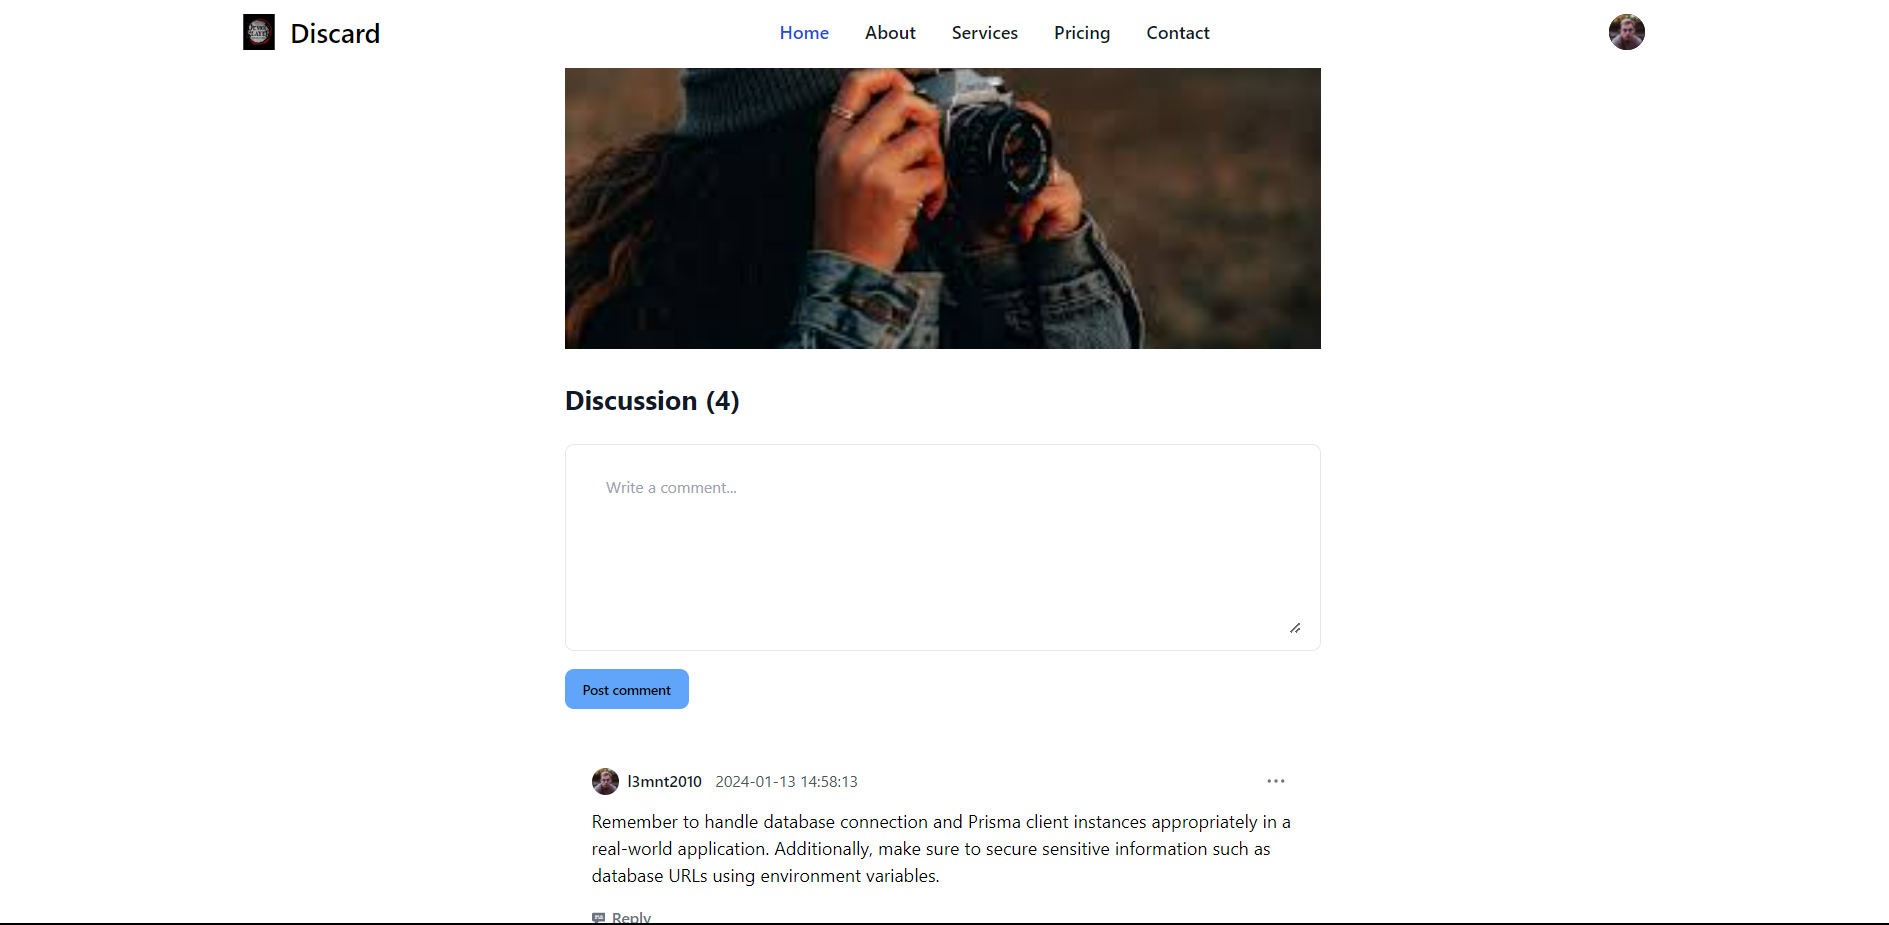 Discard
Home About Services Pricing Contact
Discussion (4)
Write a comment...
Post comment
l3mnt2010 2024-01-13 14:58:13
Remember to handle database connection and Prisma client instances appropriately in a
real-world application. Additionally, make sure to secure sensitive information such as
database URLs using environment variables.
Reply